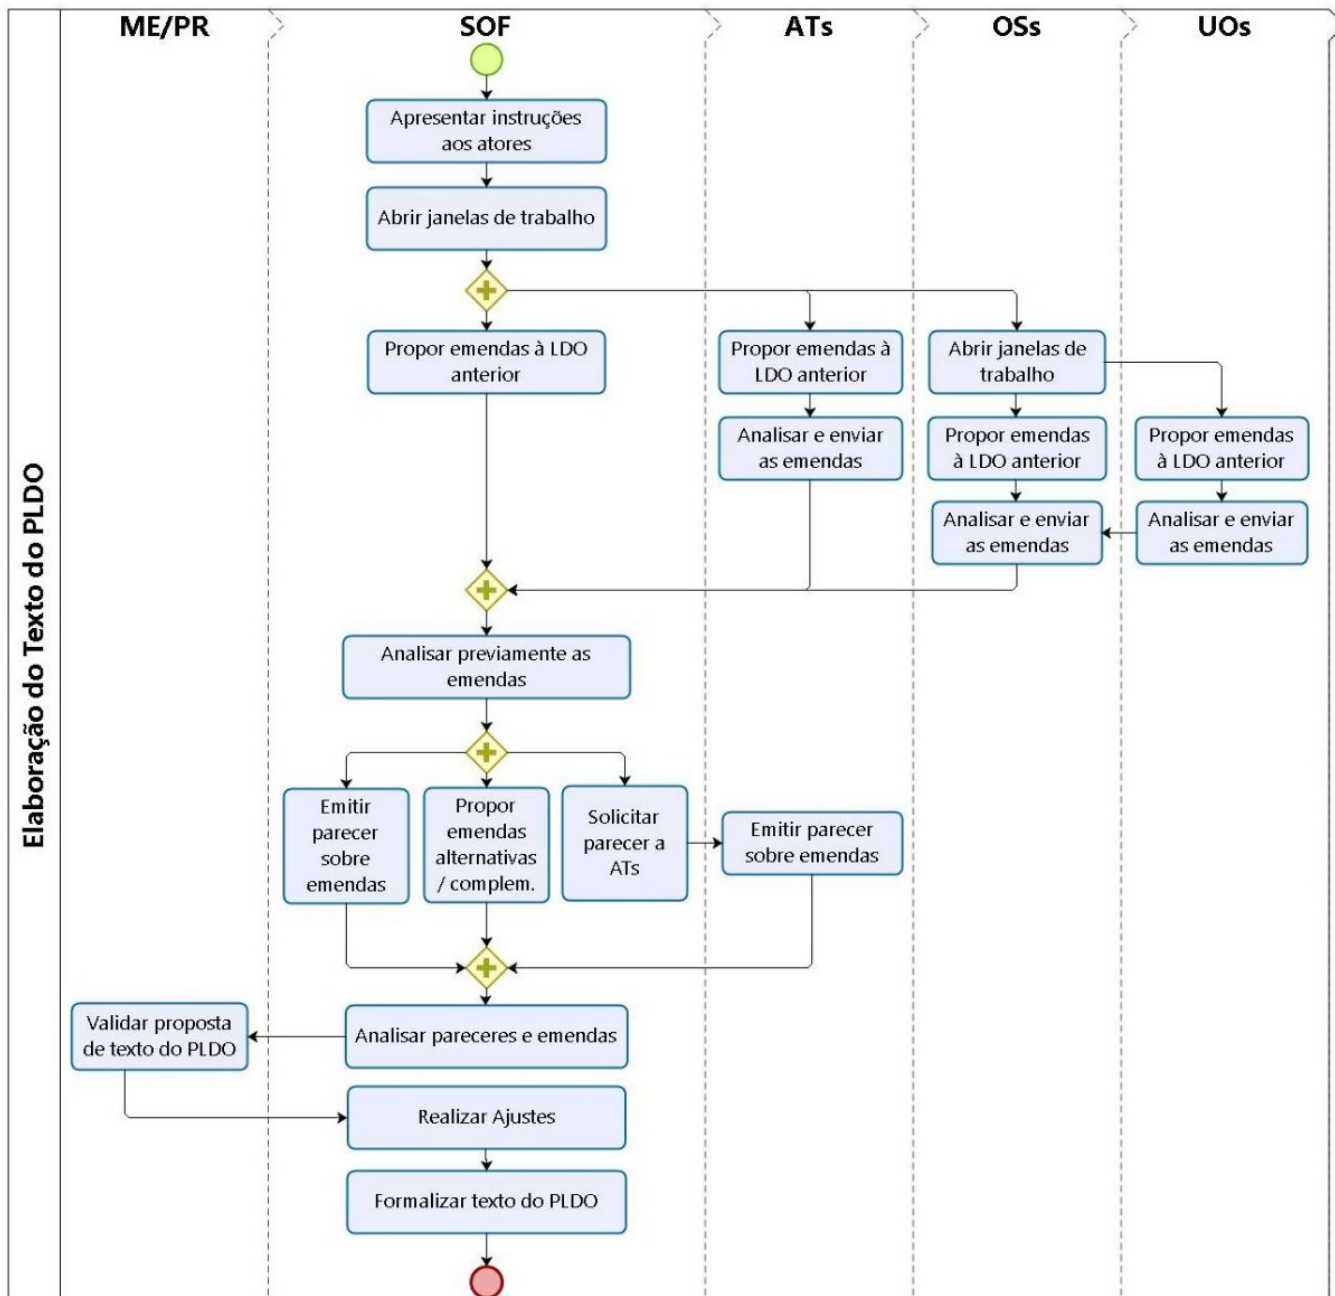 Elaboração do Texto do PLDO
ME/PR
SOF
ATs
OSs
UOs
Apresentar instruções
aos atores
Abrir janelas de trabalho
Propor emendas à LDO
anterior
Propor emendas à
LDO anterior
Abrir janelas de
trabalho
Analisar e enviar
as emendas
Propor emendas
à LDO anterior
Propor emendas
à LDO anterior
Analisar e enviar
as emendas
Analisar e enviar
as emendas
Analisar previamente as
emendas
Emitir
parecer
sobre
emendas
Propor
emendas
alternativas
/ complem.
Solicitar
parecer a
ATs
Emitir parecer
sobre emendas
Validar proposta
de texto do PLDO
Analisar pareceres e emendas
Realizar Ajustes
Formalizar texto do PLDO